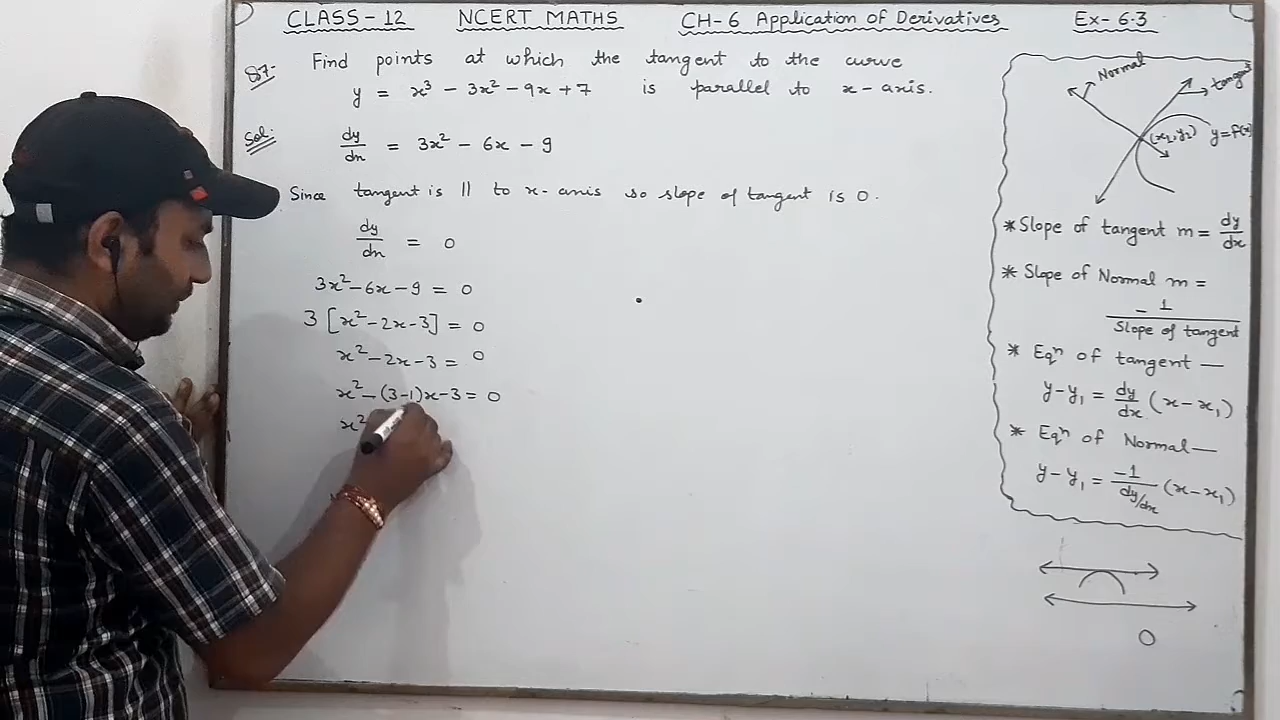 CLASS-12 NCERT MATHS CH-6 Application of Derivatives Ex-6.3
Q7. Find points at which the tangent to the curve
y = x³ - 3x² - 9x + 7 is parallel to x-axis.
Sol:
dy/dx = 3x² - 6x - 9
Since tangent is || to x-axis so slope of tangent is 0.
dy/dx = 0
3x² - 6x - 9 = 0
3 [x² - 2x - 3] = 0
x² - 2x - 3 = 0
x² - (3-1)x - 3 = 0
x²
Normal
tangent
y=f(x)
* Slope of tangent m = dy/dx
* Slope of Normal m =
- 1/Slope of tangent
* Eqⁿ of tangent —
y - y₁ = dy/dx (x - x₁)
* Eqⁿ of Normal —
y - y₁ = -1/dy/dx (x - x₁)
0